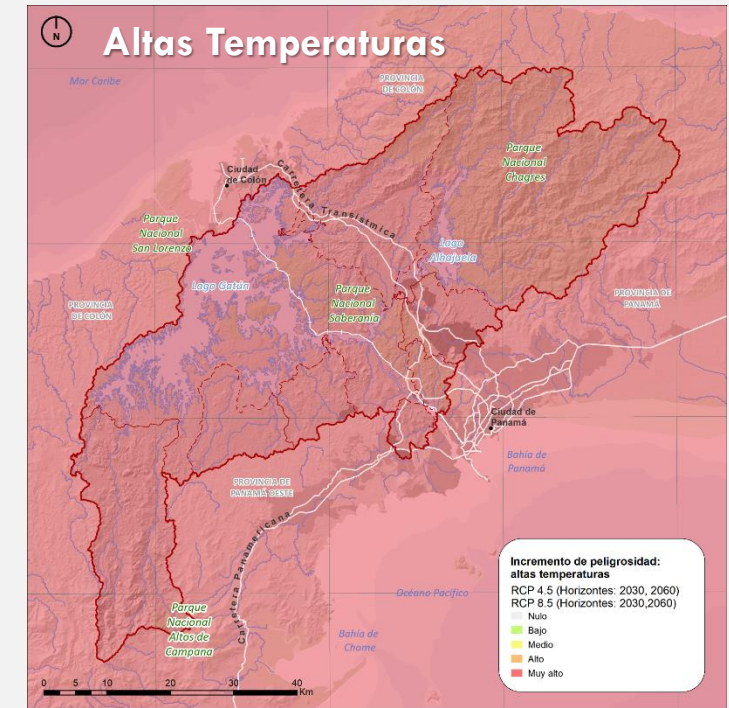 N
Altas Temperaturas
Mar Caribe
PROVINCIA
DE COLÓN
Parque
Nacional
Chagres
Ciudad
de Colón
Carretera Transístmica
Parque
Nacional
San Lorenzo
Lago
Alhajuela
Lago Gatún
Parque
Nacional
Soberanía
PROVINCIA
DE COLÓN
PROVINCIA DE
PANAMÁ
Ciudad de
Panamá
Bahía de
Panamá
PROVINCIA DE
PANAMÁ OESTE
Carretera Panamericana
Océano Pacífico
Parque
Nacional
Altos de
Campana
Bahía de
Chame
Incremento de peligrosidad:
altas temperaturas
RCP 4.5 (Horizontes: 2030, 2060)
RCP 8.5 (Horizontes: 2030,2060)
Nulo
Bajo
Medio
Alto
Muy alto
0 5 10 20 30 40
Km